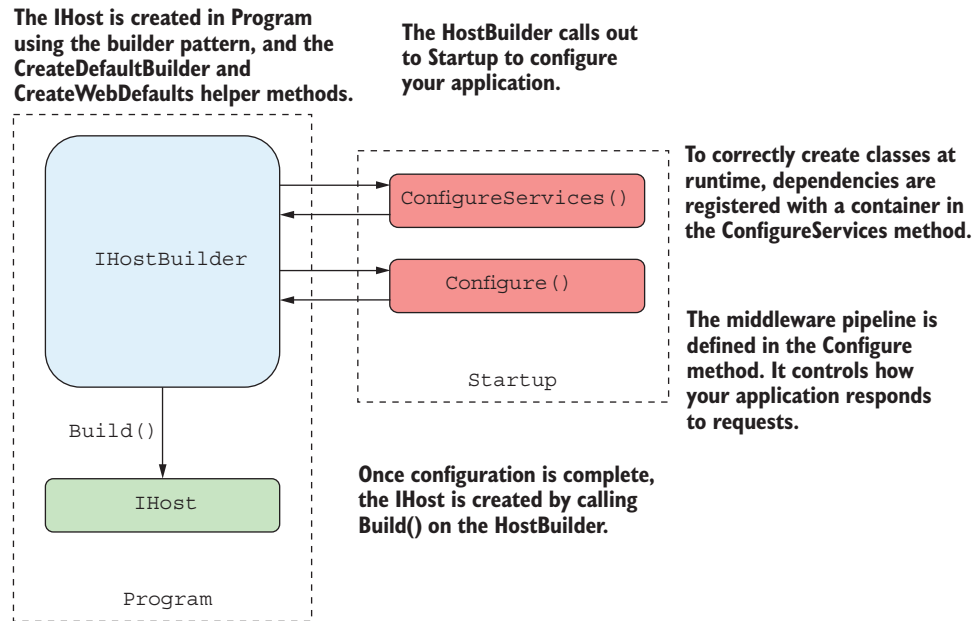 The IHost is created in Program
using the builder pattern, and the
CreateDefaultBuilder and
CreateWebDefaults helper methods.
The HostBuilder calls out
to Startup to configure
your application.
IHostBuilder
ConfigureServices()
Configure()
Startup
To correctly create classes at
runtime, dependencies are
registered with a container in
the ConfigureServices method.
The middleware pipeline is
defined in the Configure
method. It controls how
your application responds
to requests.
Build()
IHost
Program
Once configuration is complete,
the IHost is created by calling
Build() on the HostBuilder.